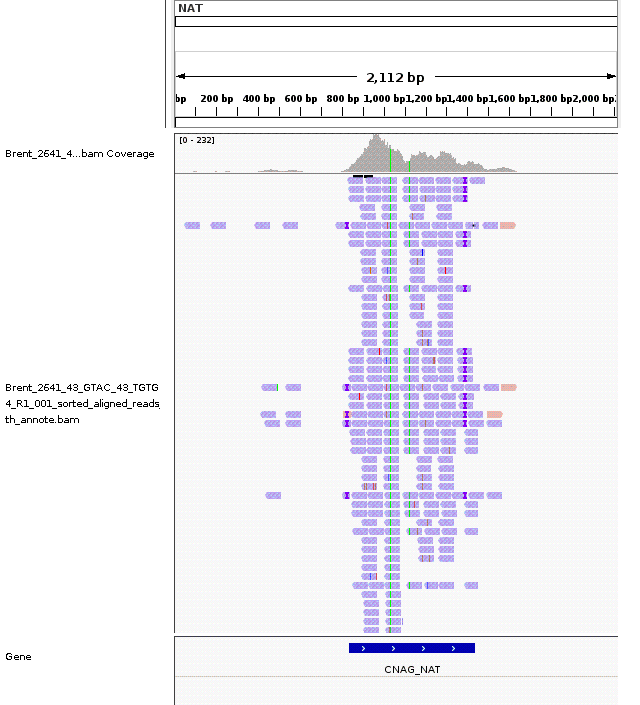 NAT
2,112 bp
bp 200 bp 400 bp 600 bp 800 bp 1,000 bp 1,200 bp 1,400 bp 1,600 bp 1,800 bp 2,000 bp
[0 - 232]
Brent_2641_4...bam Coverage
Brent_2641_43_GTAC_43_TGTG
4_R1_001_sorted_aligned_reads_
th_annote.bam
Gene
CNAG_NAT